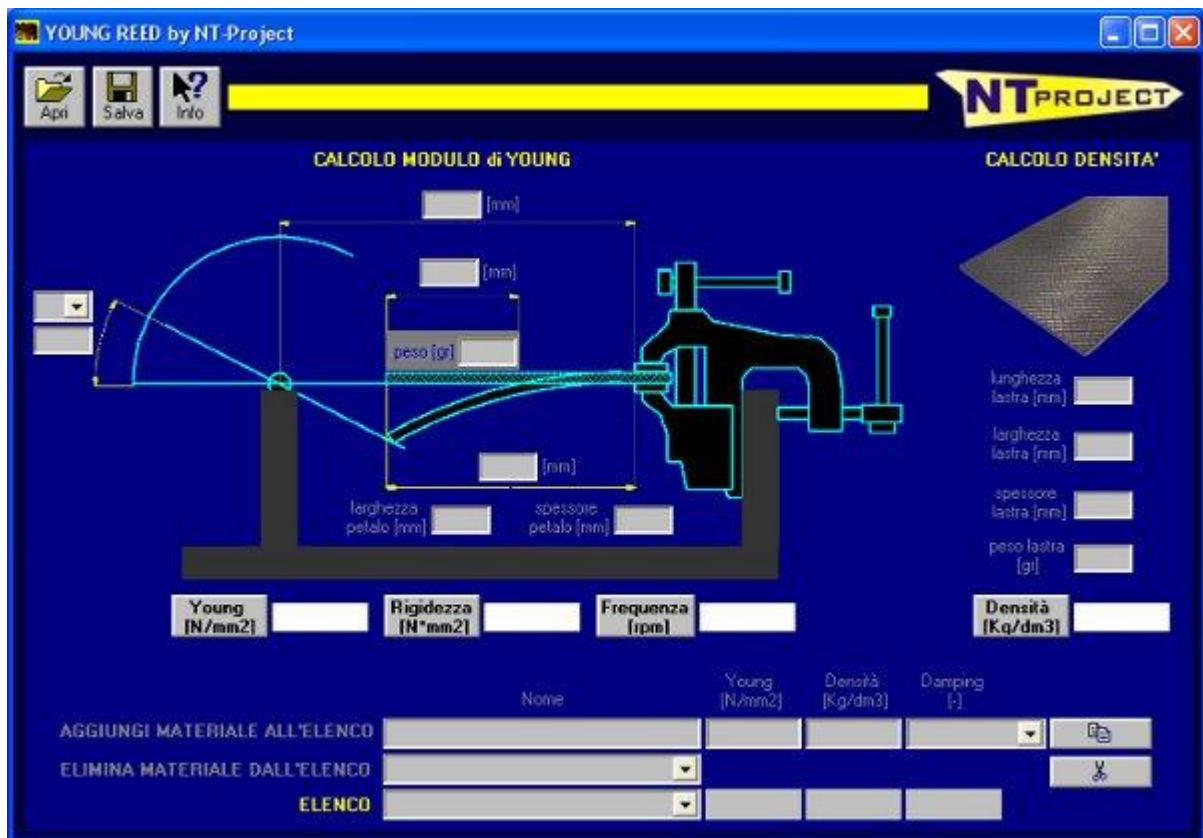 YOUNG REED by NT-Project
Apri
Salva
Info
NT PROJECT
CALCOLO MODULO di YOUNG
CALCOLO DENSITA'
[mm]
[mm]
peso [gr]
[mm]
larghezza
petalo [mm]
spessore
petalo [mm]
lunghezza
lastra [mm]
larghezza
lastra [mm]
spessore
lastra [mm]
peso lastra
[gr]
Young
[N/mm2]
Rigidezza
[N*mm2]
Frequenza
[rpm]
Densità
[Kg/dm3]
Nome
Young
[N/mm2]
Densità
[Kg/dm3]
Damping
[-]
AGGIUNGI MATERIALE ALL'ELENCO
ELIMINA MATERIALE DALL'ELENCO
ELENCO